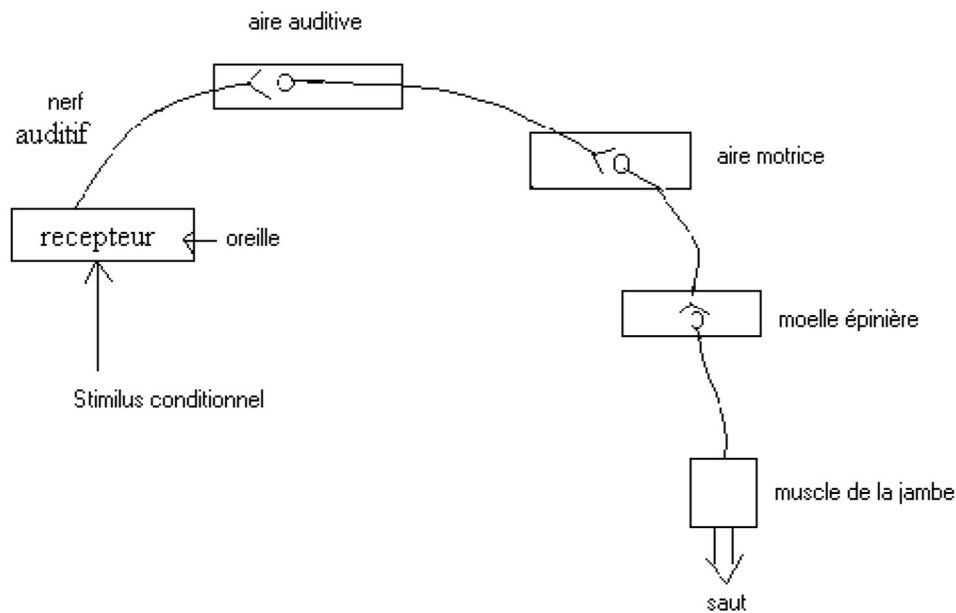 aire auditive
nerf
auditif
aire motrice
recepteur
oreille
moelle épinière
Stimilus conditionnel
muscle de la jambe
saut